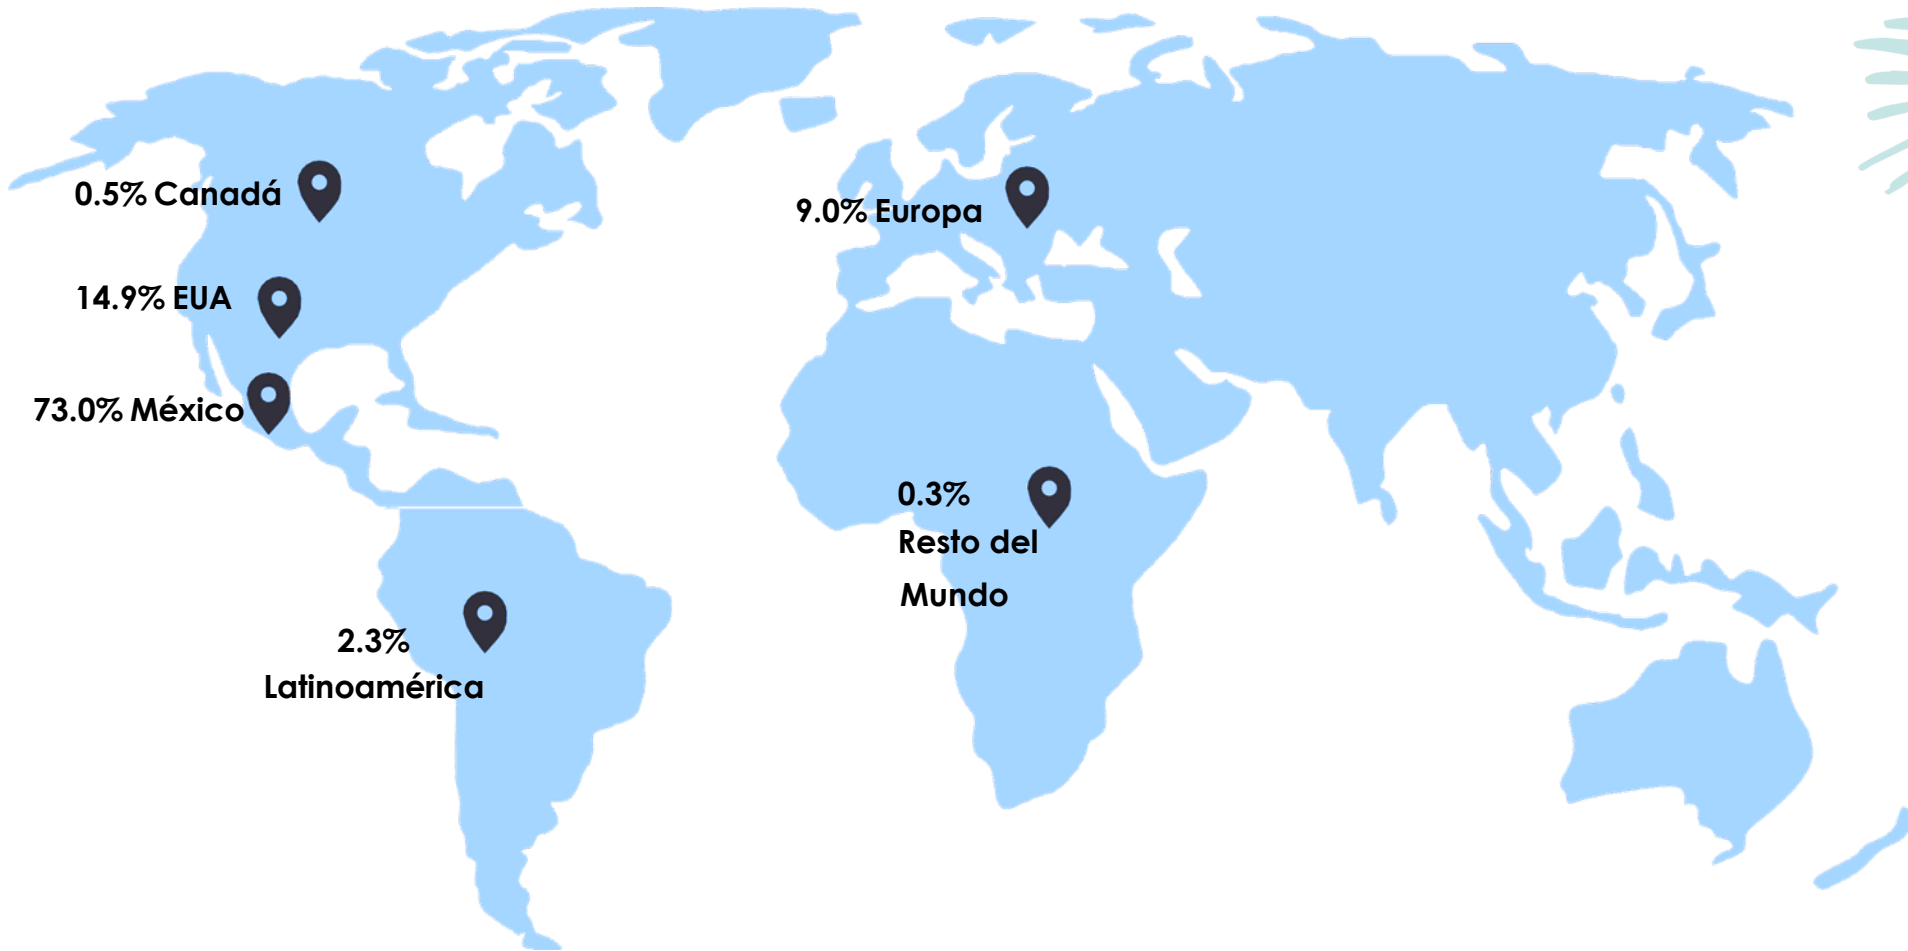 0.5% Canadá
9.0% Europa
14.9% EUA
73.0% México
0.3%
Resto del
Mundo
2.3%
Latinoamérica